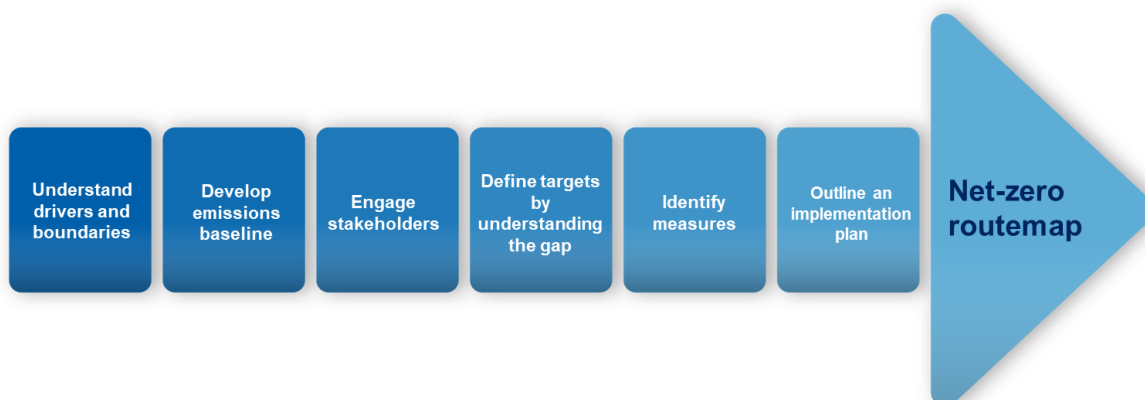 Understand
drivers and
boundaries
Develop
emissions
baseline
Engage
stakeholders
Define targets
by
understanding
the gap
Identify
measures
Outline an
implementation
plan
Net-zero
routemap